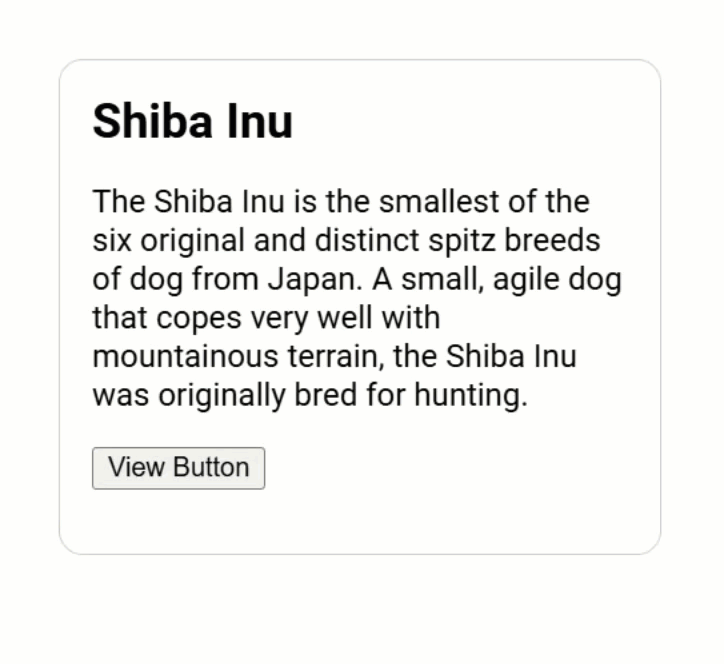 Shiba Inu
The Shiba Inu is the smallest of the
six original and distinct spitz breeds
of dog from Japan. A small, agile dog
that copes very well with
mountainous terrain, the Shiba Inu
was originally bred for hunting.
View Button